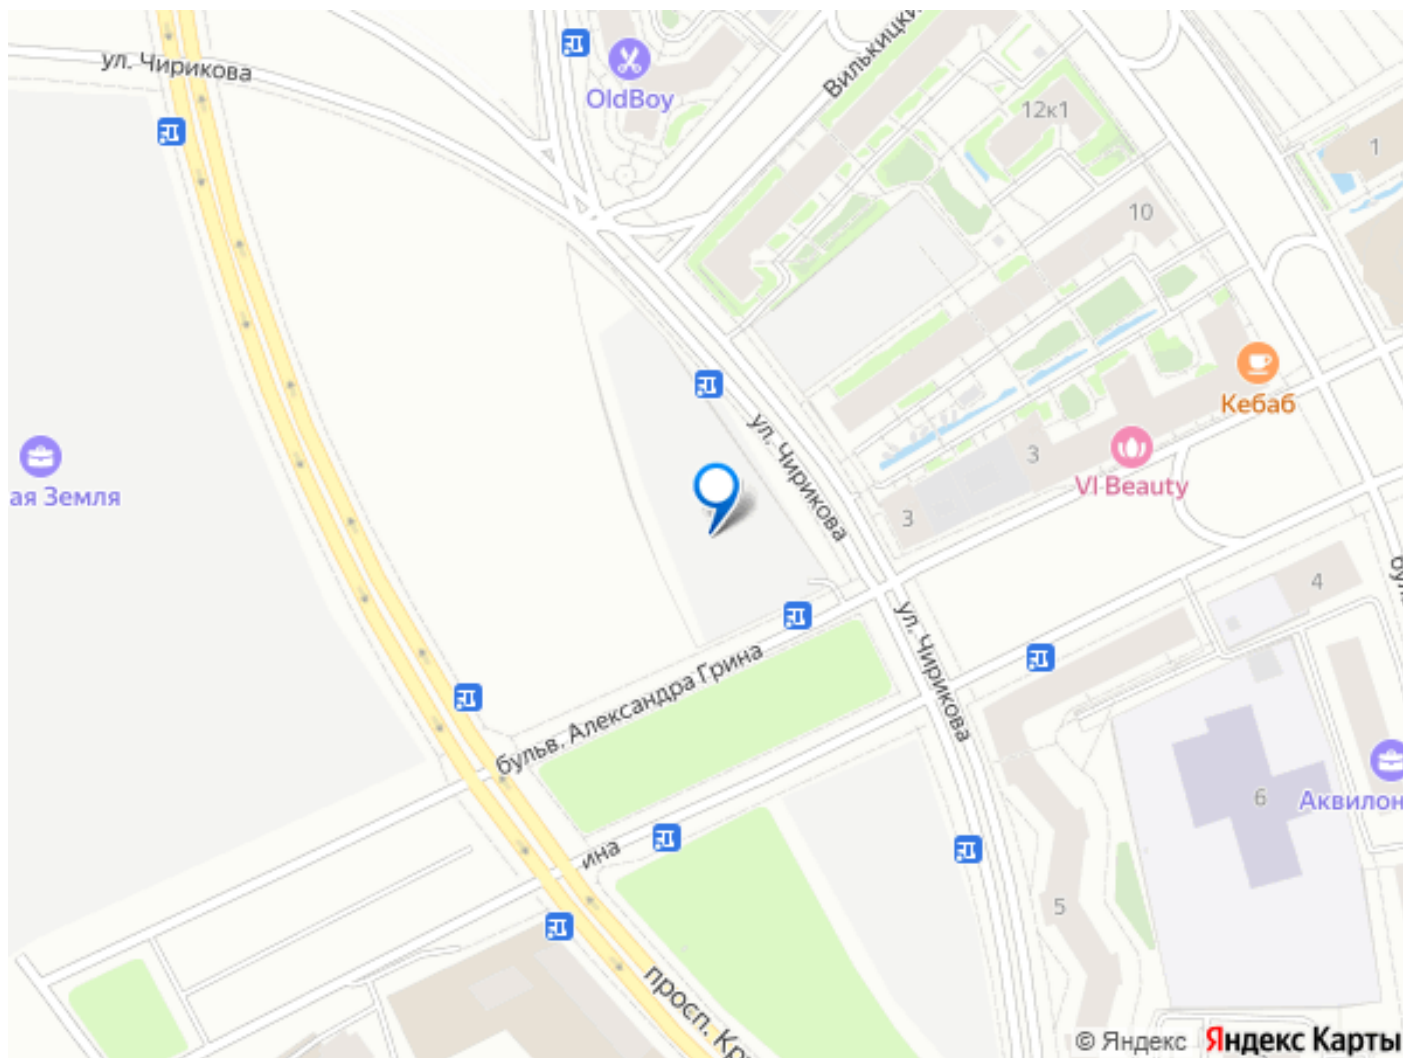 ул. Чирикова
OldBoy
Вилькицки
12к1
1
10
Кебаб
ул. Чирикова
3
VI Beauty
ая Земля
3
4
ул. Чирикова
бульв. Александра Грина
6
Аквилон
ина
5
просп. Кр
© Яндекс
Яндекс Карты